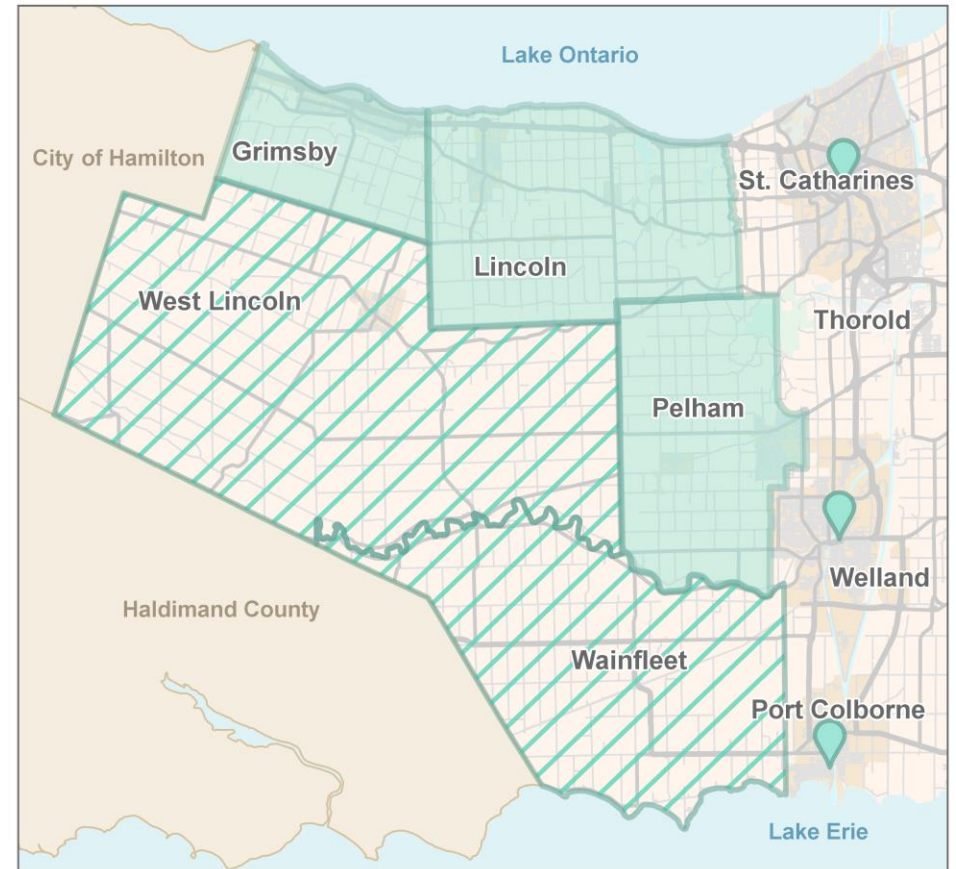 Lake Ontario
City of Hamilton
Grimsby
St. Catharines
Lincoln
West Lincoln
Thorold
Pelham
Welland
Haldimand County
Wainfleet
Port Colborne
Lake Erie